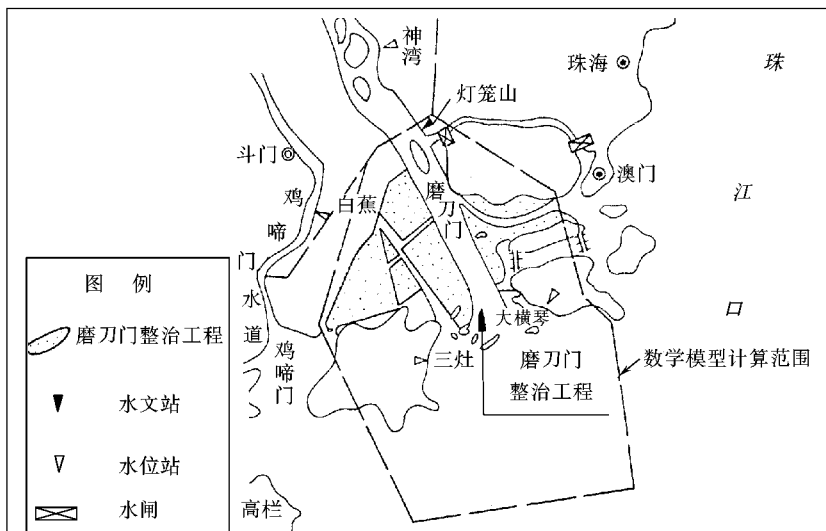 神湾
珠海
珠
灯笼山
斗门
澳门
鸡
白蕉
磨刀门
江
啼
门
图 例
水
大横琴
口
磨刀门整治工程
道
三灶
磨刀门
整治工程
数学模型计算范围
鸡啼门
水文站
水位站
水闸
高栏